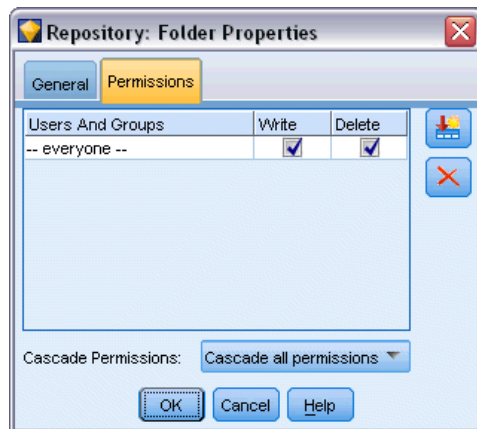 Repository: Folder Properties
General Permissions
Users And Groups Write Delete
-- everyone --
Cascade Permissions: Cascade all permissions
OK Cancel Help